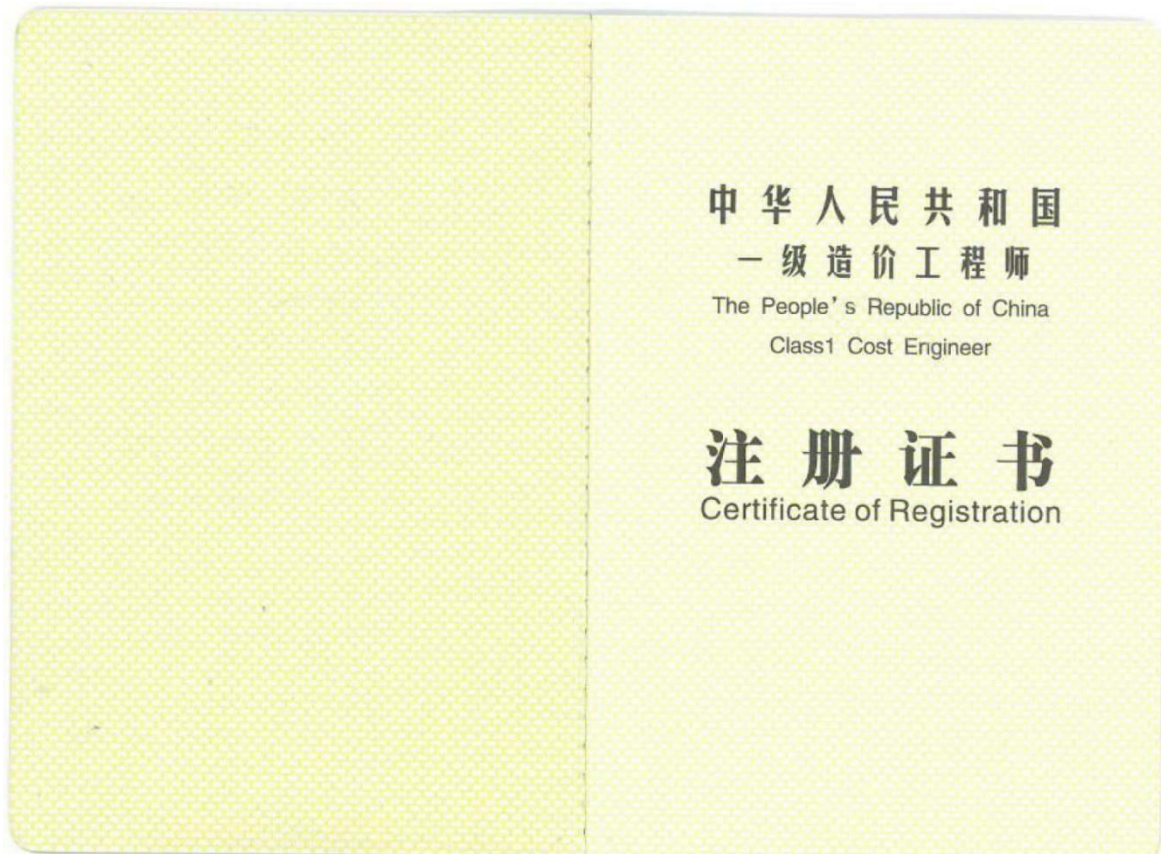 中华人民共和国
一级造价工程师
The People's Republic of China
Class1 Cost Engineer
注册证书
Certificate of Registration